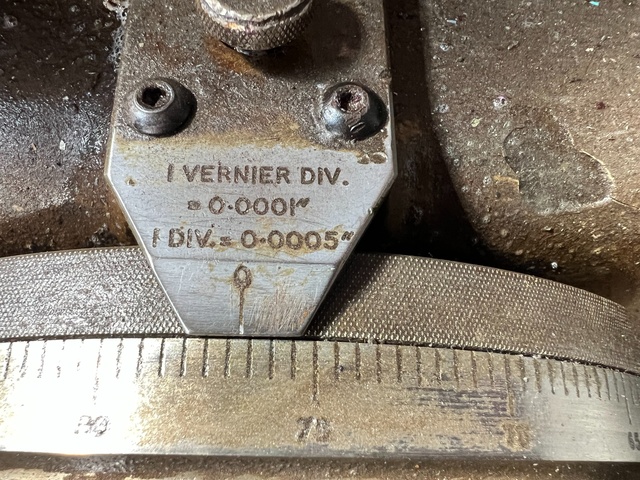 1 VERNIER DIV.
= 0·0001"
1 DIV. = 0·0005"
0
80 75 70